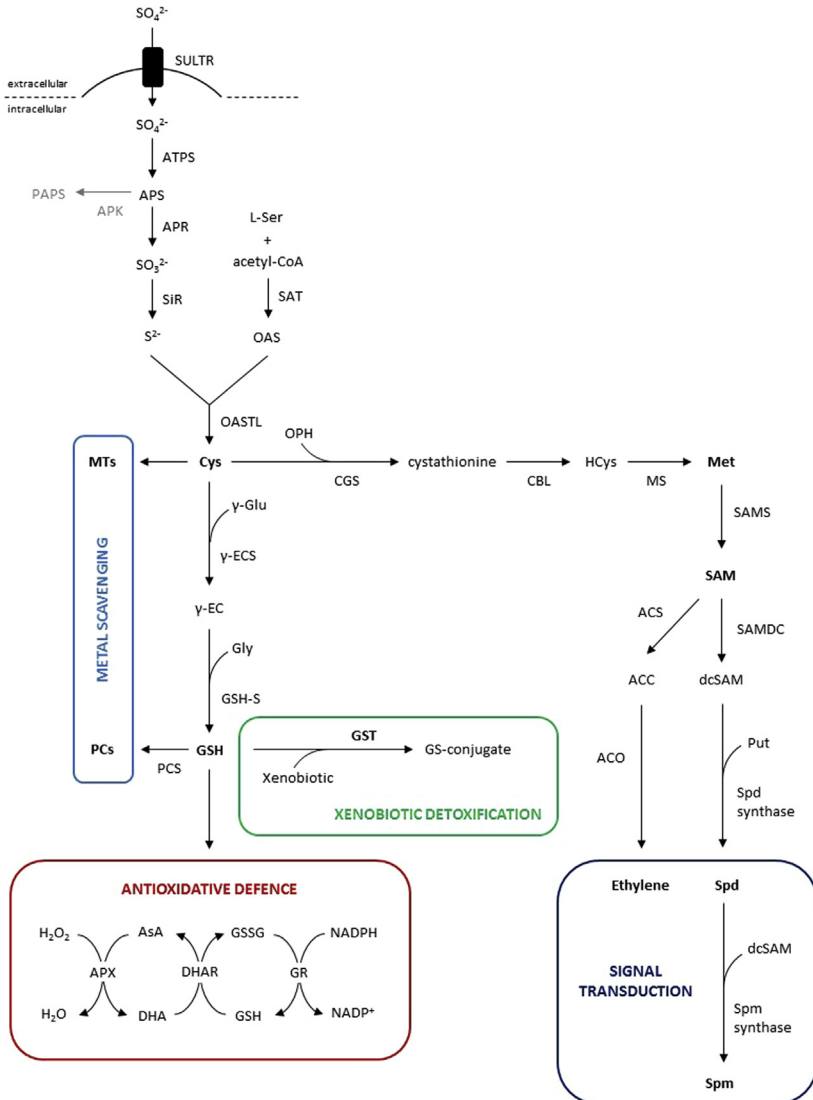 SO₄²⁻
SULTR
extracellular
intracellular
SO₄²⁻
ATPS
PAPS
APS
APK
APR
L-Ser
+
acetyl-CoA
SO₃²⁻
SiR
SAT
S²⁻
OAS
OASTL
OPH
MTs
Cys
cystathionine
HCys
Met
CGS
CBL
MS
γ-Glu
SAMS
γ-ECS
METAL SCAVENGING
SAM
γ-EC
ACS
SAMDC
Gly
ACC
dcSAM
GSH-S
GST
PCs
GSH
GS-conjugate
Put
PCS
Xenobiotic
ACO
Spd
synthase
XENOBIOTIC DETOXIFICATION
ANTIOXIDATIVE DEFENCE
Ethylene
Spd
H₂O₂
AsA
GSSG
NADPH
dcSAM
APX
DHAR
GR
SIGNAL
TRANSDUCTION
H₂O
DHA
GSH
NADP⁺
Spm
synthase
Spm